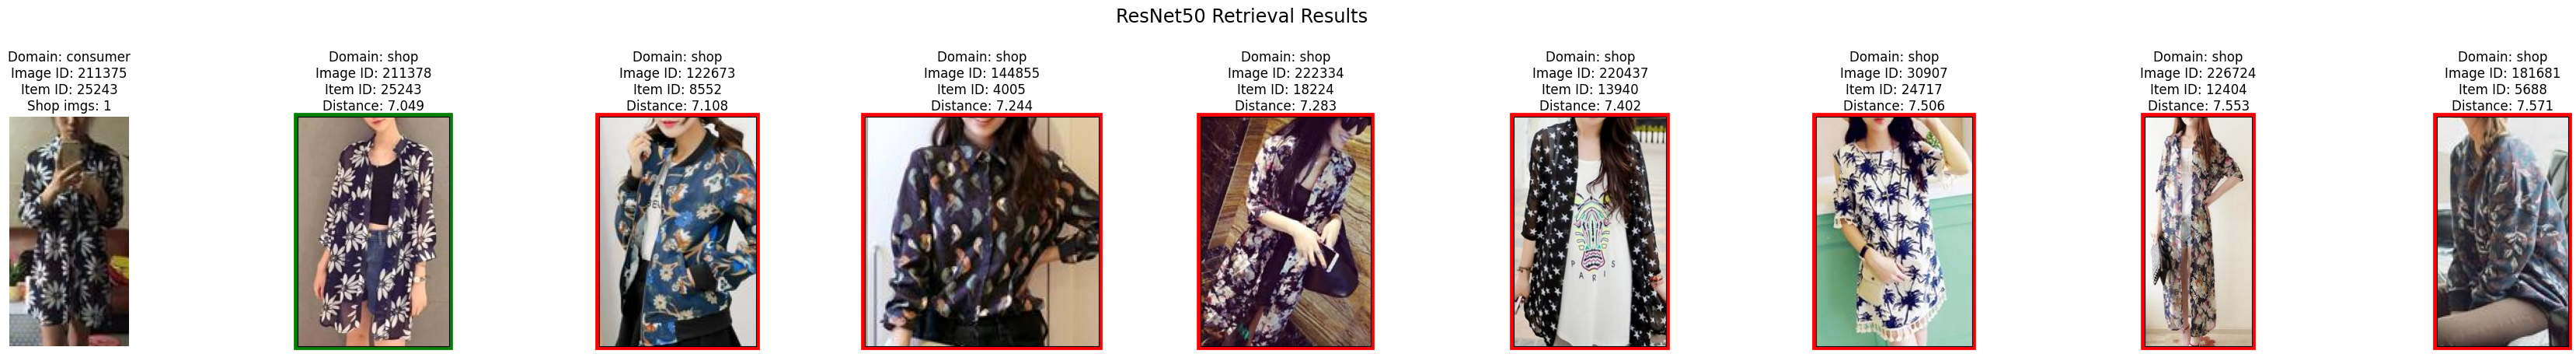 ResNet50 Retrieval Results
Domain: consumer
Image ID: 211375
Item ID: 25243
Shop imgs: 1
Domain: shop
Image ID: 211378
Item ID: 25243
Distance: 7.049
Domain: shop
Image ID: 122673
Item ID: 8552
Distance: 7.108
Domain: shop
Image ID: 144855
Item ID: 4005
Distance: 7.244
Domain: shop
Image ID: 222334
Item ID: 18224
Distance: 7.283
Domain: shop
Image ID: 220437
Item ID: 13940
Distance: 7.402
Domain: shop
Image ID: 30907
Item ID: 24717
Distance: 7.506
Domain: shop
Image ID: 226724
Item ID: 12404
Distance: 7.553
Domain: shop
Image ID: 181681
Item ID: 5688
Distance: 7.571
PARIS